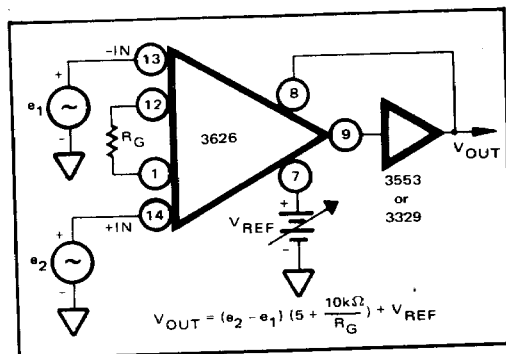 -IN
13
8
+
e1
~
-
12
RG
3626
9
VOUT
1
7
3553
or
3329
14
+IN
+
VREF
-
+
e2
~
-
VOUT = (e2 - e1) (5 + 10kΩ/RG) + VREF